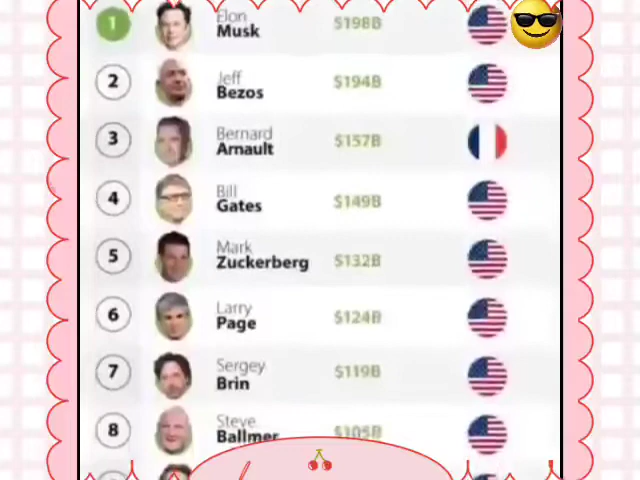 1 Elon
Musk $198B
2 Jeff
Bezos $194B
3 Bernard
Arnault $157B
4 Bill
Gates $149B
5 Mark
Zuckerberg $132B
6 Larry
Page $124B
7 Sergey
Brin $119B
8 Steve
Ballmer $105B